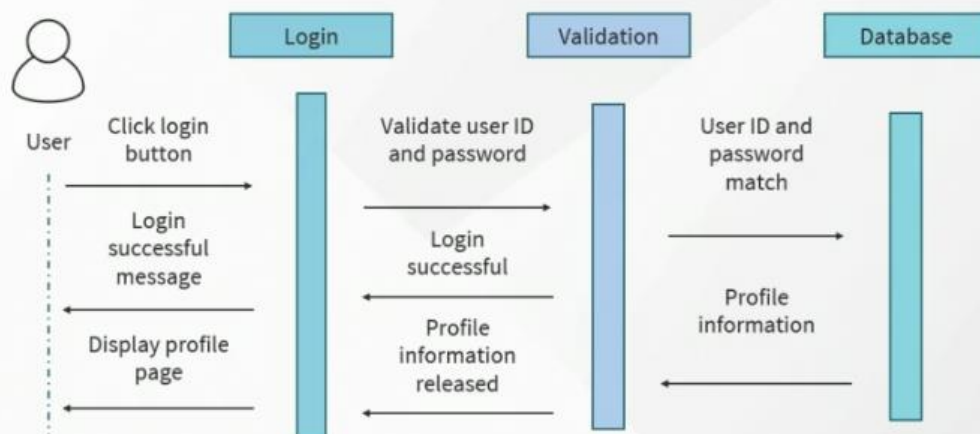 Login
Validation
Database
User
Click login
button
Validate user ID
and password
User ID and
password
match
Login
successful
message
Login
successful
Profile
information
Display profile
page
Profile
information
released